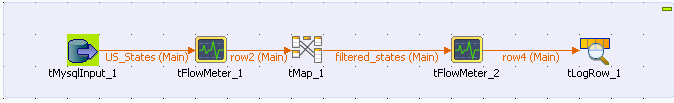 US_States (Main) row2 (Main) filtered_states (Main) row4 (Main)
tMysqlInput_1 tFlowMeter_1 tMap_1 tFlowMeter_2 tLogRow_1